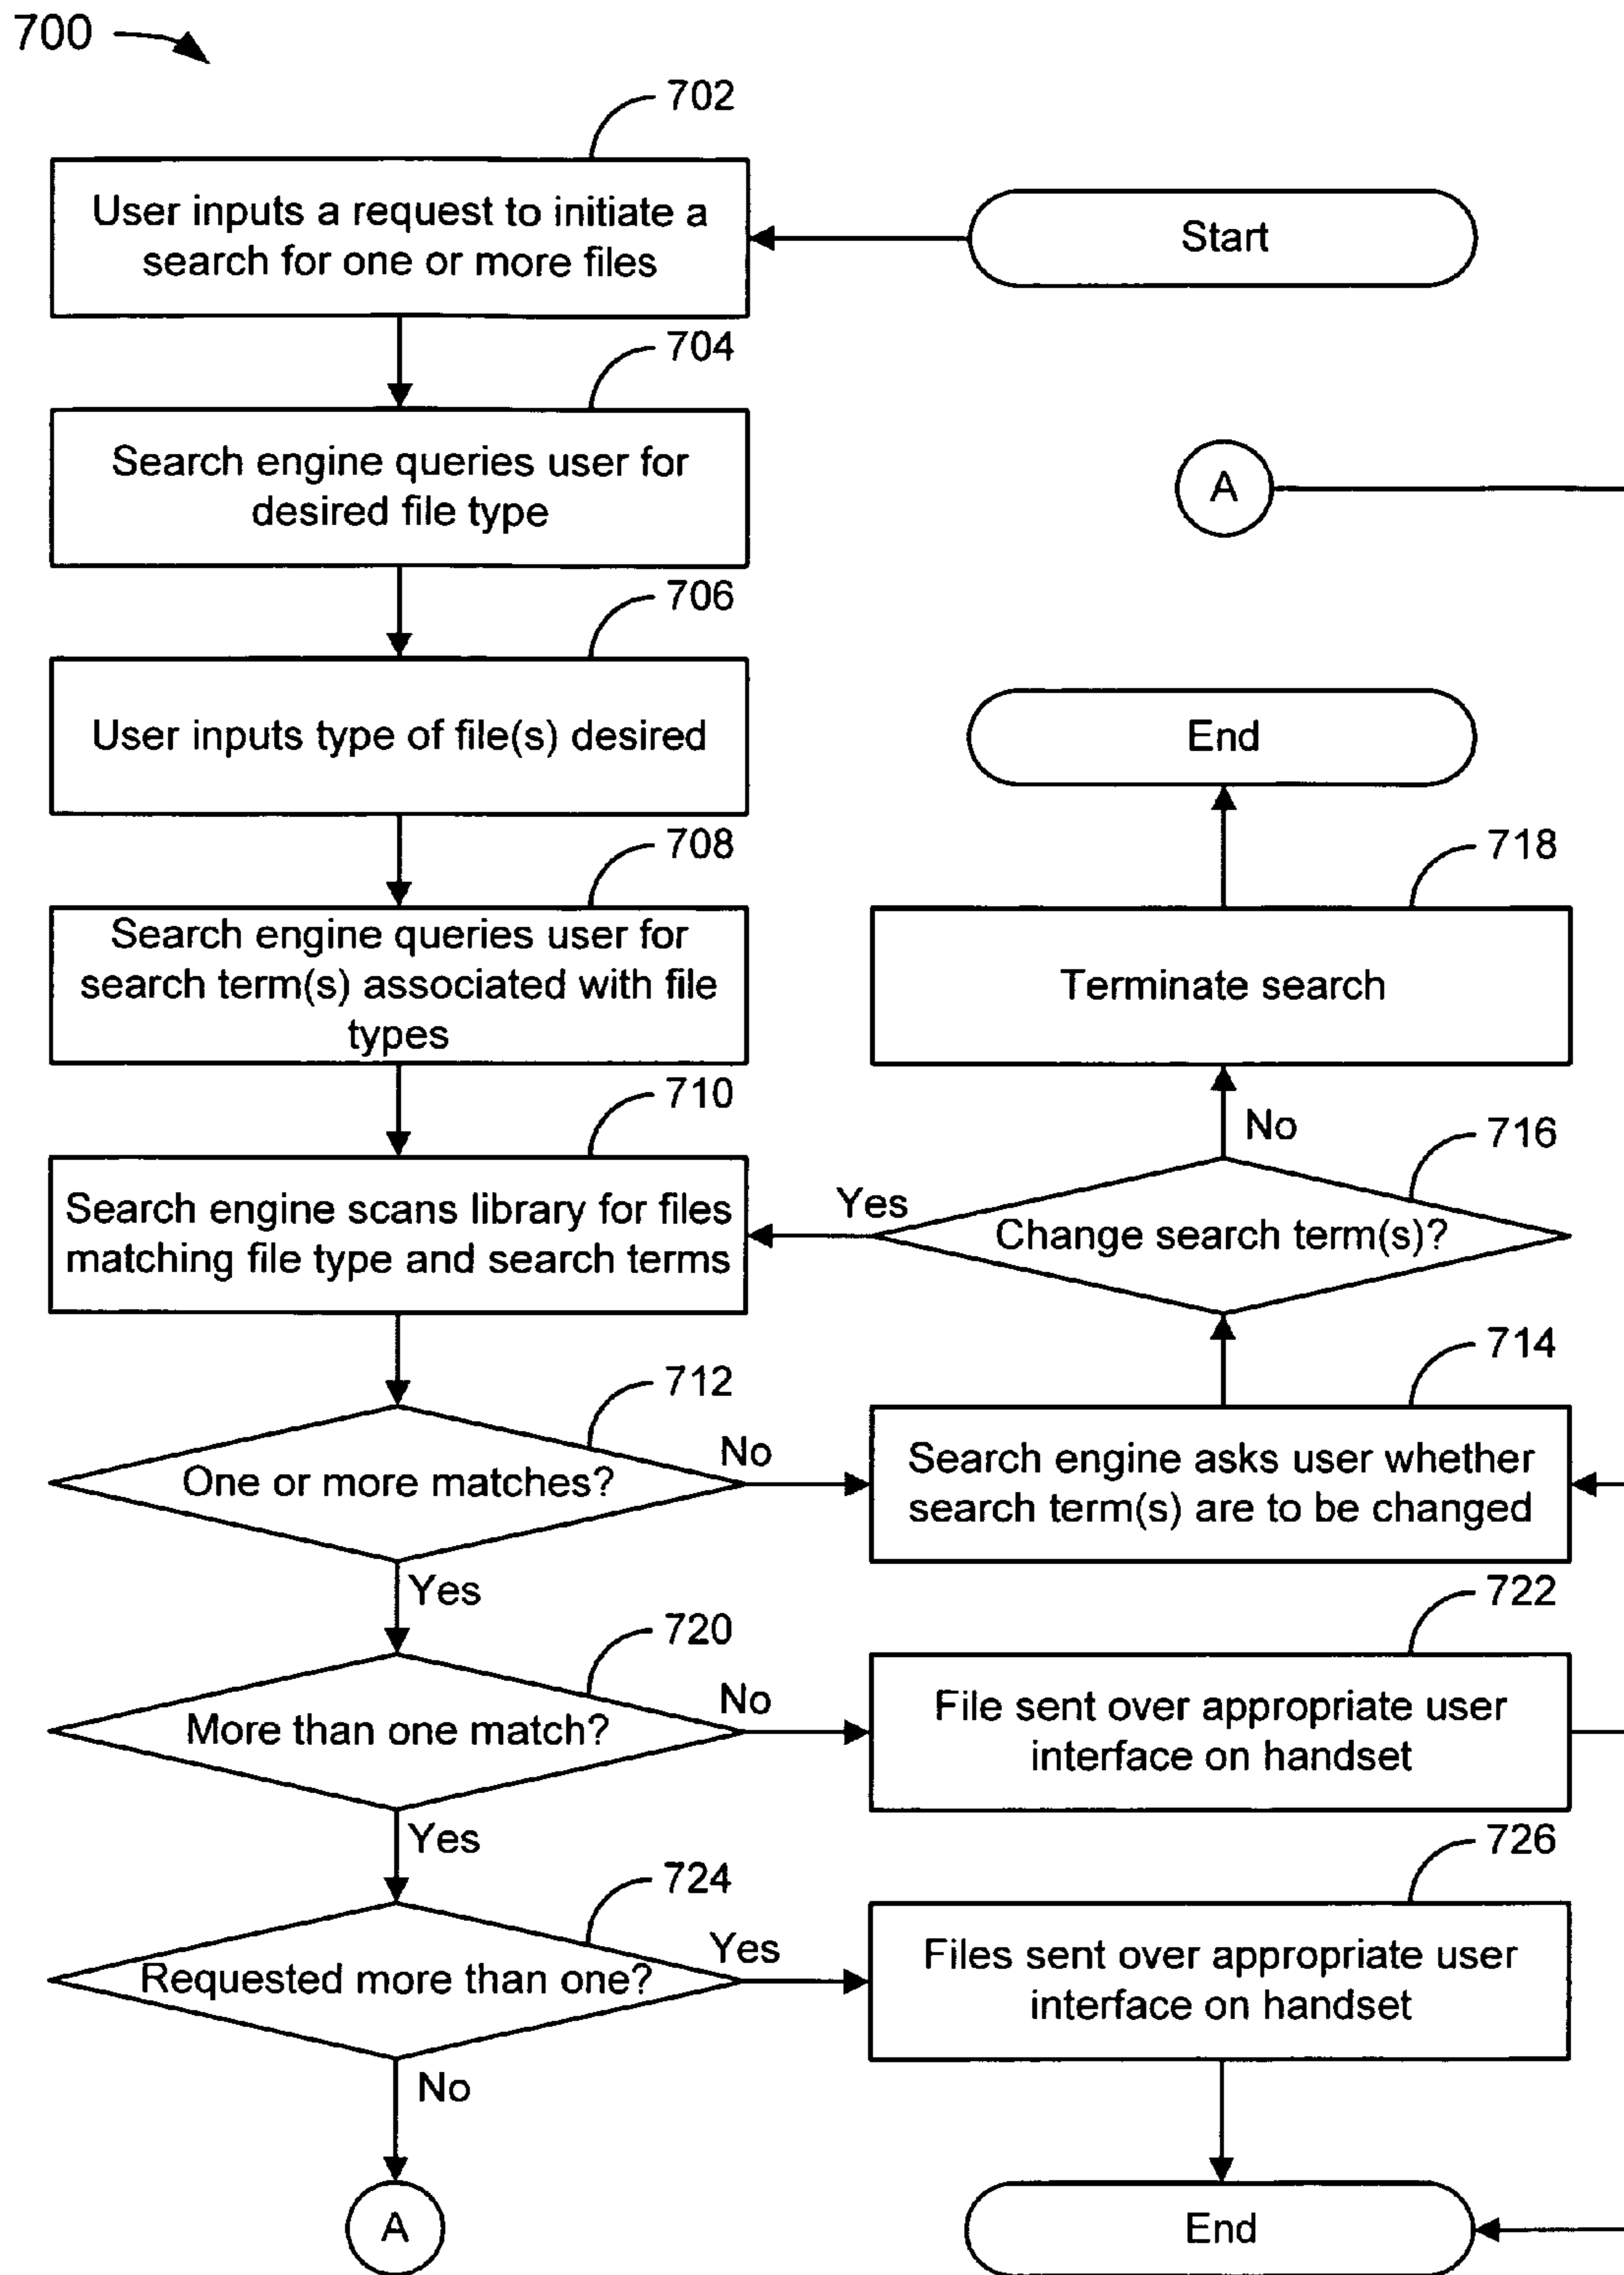 700
702
User inputs a request to initiate a
search for one or more files
Start
704
Search engine queries user for
desired file type
A
706
User inputs type of file(s) desired
End
708
Search engine queries user for
search term(s) associated with file
types
718
Terminate search
710
Search engine scans library for files
matching file type and search terms
Yes
No
716
Change search term(s)?
712
One or more matches?
No
714
Search engine asks user whether
search term(s) are to be changed
Yes
720
More than one match?
No
722
File sent over appropriate user
interface on handset
Yes
724
Requested more than one?
Yes
726
Files sent over appropriate user
interface on handset
No
A
End